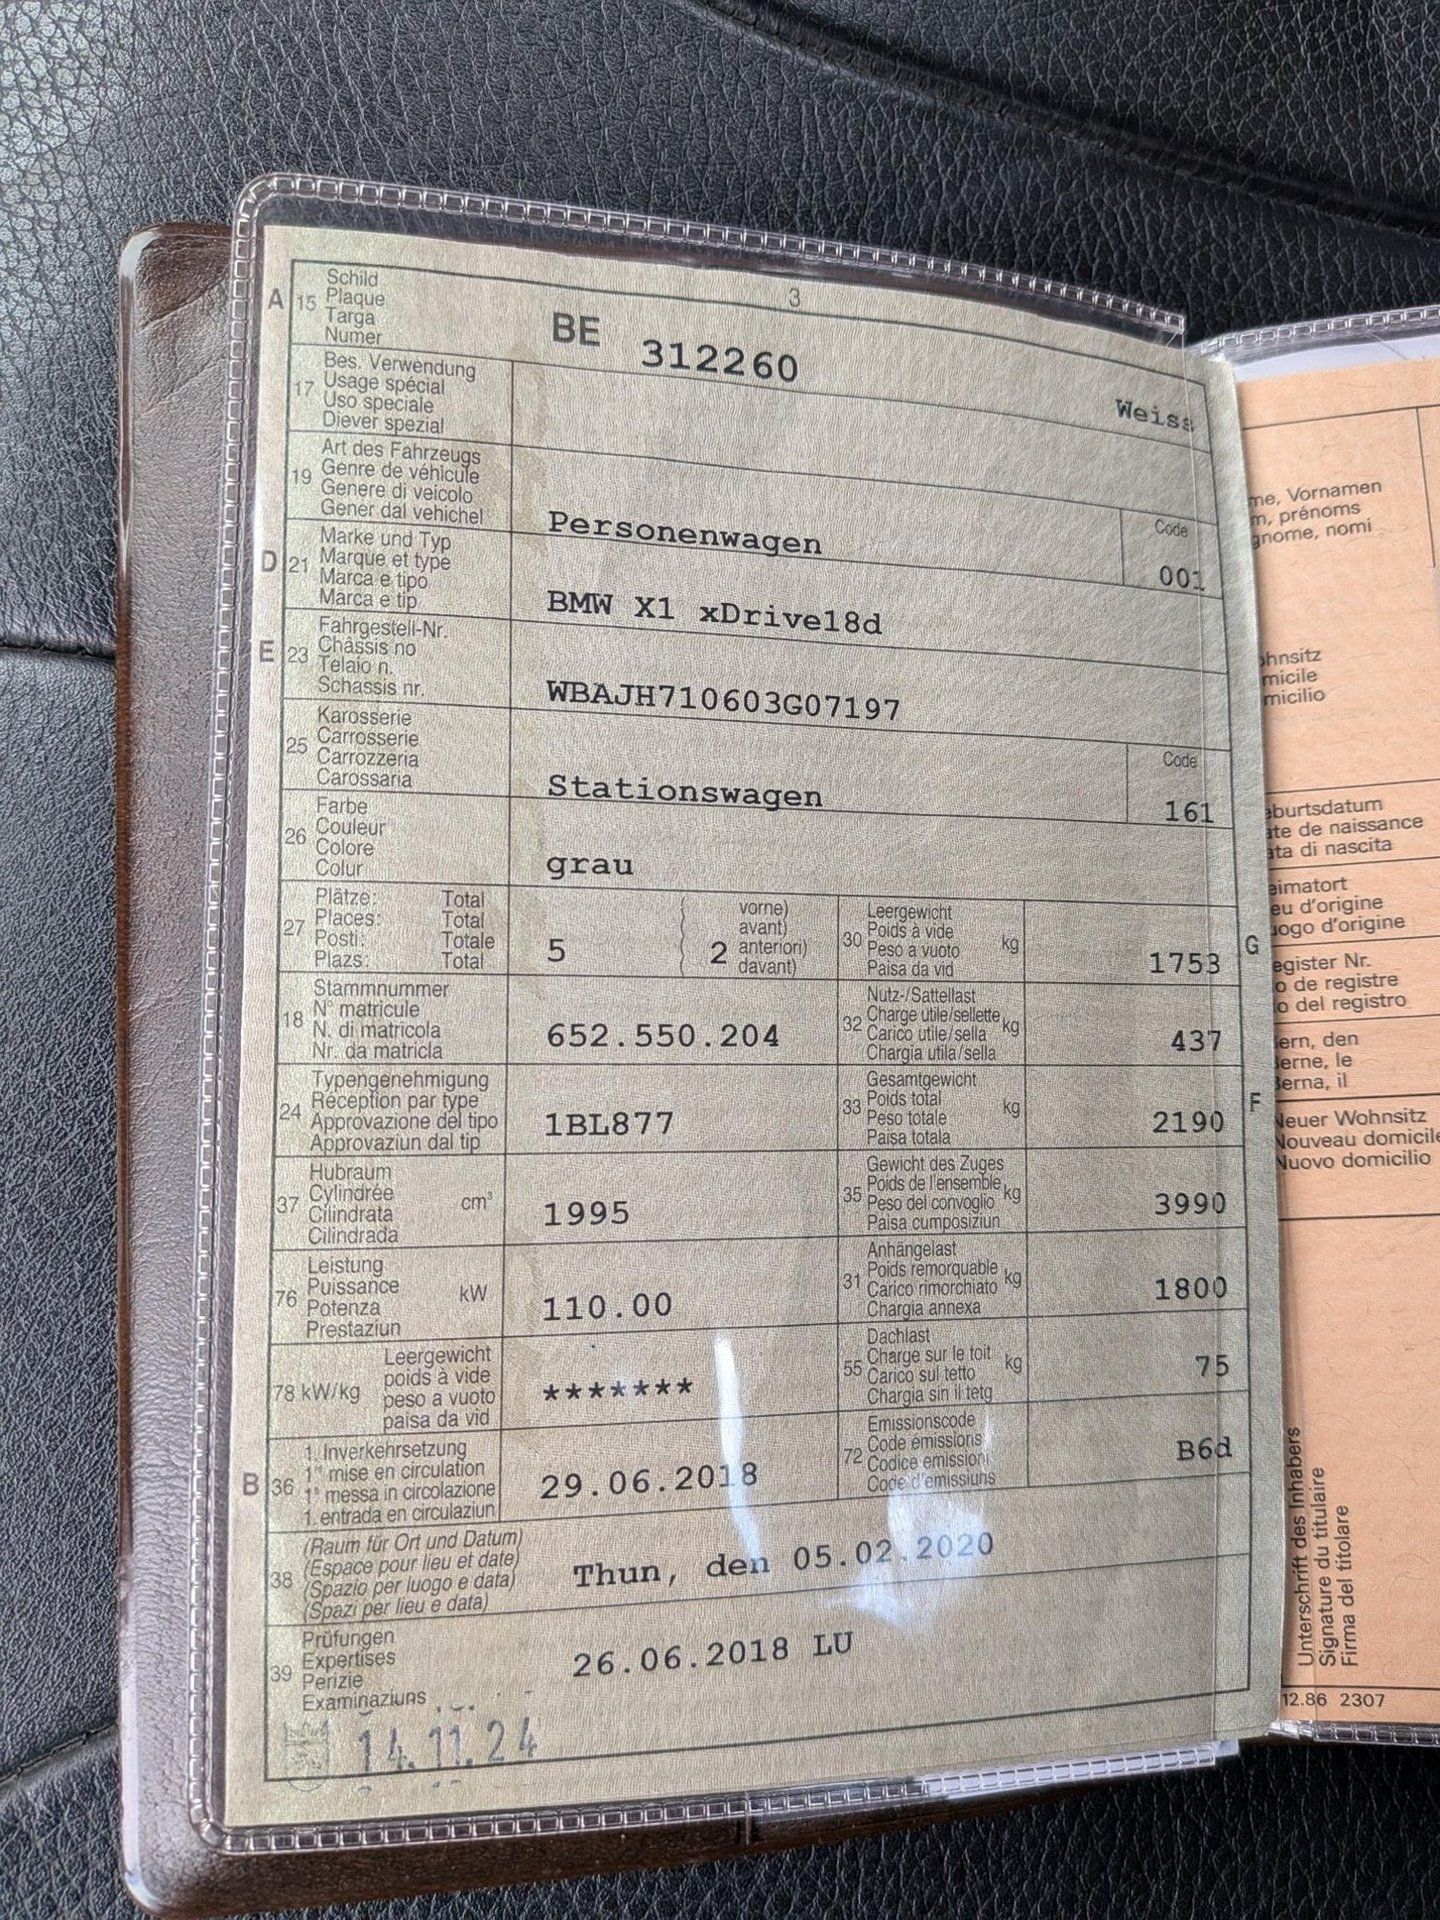 3
A 15 Schild
Plaque
Targa
Numer
BE 312260
Weiss
17 Bes. Verwendung
Usage spécial
Uso speciale
Diever spezial
19 Art des Fahrzeugs
Genre de véhicule
Genere di veicolo
Gener dal vehichel
Personenwagen
Code
001
D 21 Marke und Typ
Marque et type
Marca e tipo
Marca e tip
BMW X1 xDrive18d
E 23 Fahrgestell-Nr.
Châssis no
Telaio n.
Schassis nr.
WBAJH710603G07197
25 Karosserie
Carrosserie
Carrozzeria
Carossaria
Stationswagen
Code
161
26 Farbe
Couleur
Colore
Colur
grau
27 Plätze: Total
Places: Total
Posti: Totale
Plazs: Total
5
2
vorne)
avant)
anteriori)
davant)
30 Leergewicht
Poids à vide
Peso a vuoto
Paisa da vid
kg
1753
G
18 Stammnummer
N° matricule
N. di matricola
Nr. da matricla
652.550.204
32 Nutz-/Sattellast
Charge utile/sellette
Carico utile/sella
Chargia utila/sella
kg
437
24 Typengenehmigung
Réception par type
Approvazione del tipo
Approvaziun dal tip
1BL877
33 Gesamtgewicht
Poids total
Peso totale
Paisa totala
kg
2190
F
37 Hubraum
Cylindrée
Cilindrata
Cilindrada
cm³
1995
35 Gewicht des Zuges
Poids de l'ensemble
Peso del convoglio
Paisa cumposiziun
kg
3990
76 Leistung
Puissance
Potenza
Prestaziun
kW
110.00
31 Anhängelast
Poids remorquable
Carico rimorchiato
Chargia annexa
kg
1800
78 kW/kg
Leergewicht
poids à vide
peso a vuoto
paisa da vid
*******
55 Dachlast
Charge sur le toit
Carico sul tetto
Chargia sin il tetg
kg
75
B 36 1. Inverkehrsetzung
1re mise en circulation
1a messa in circolazione
1. entrada en circulaziun
29.06.2018
72 Emissionscode
Code émissions
Codice emissioni
Code d'emissiuns
B6d
38 (Raum für Ort und Datum)
(Espace pour lieu et date)
(Spazio per luogo e data)
(Spazi per lieu e data)
Thun, den 05.02.2020
39 Prüfungen
Expertises
Perizie
Examinaziuns
26.06.2018 LU
14.11.24
me, Vornamen
m, prénoms
gnome, nomi
ohnsitz
micile
micilio
eburtsdatum
ate de naissance
ata di nascita
eimatort
eu d'origine
uogo d'origine
egister Nr.
o de registre
o del registro
ern, den
erne, le
erna, il
Neuer Wohnsitz
Nouveau domicile
Nuovo domicilio
Unterschrift des Inhabers
Signature du titulaire
Firma del titolare
12.86 2307